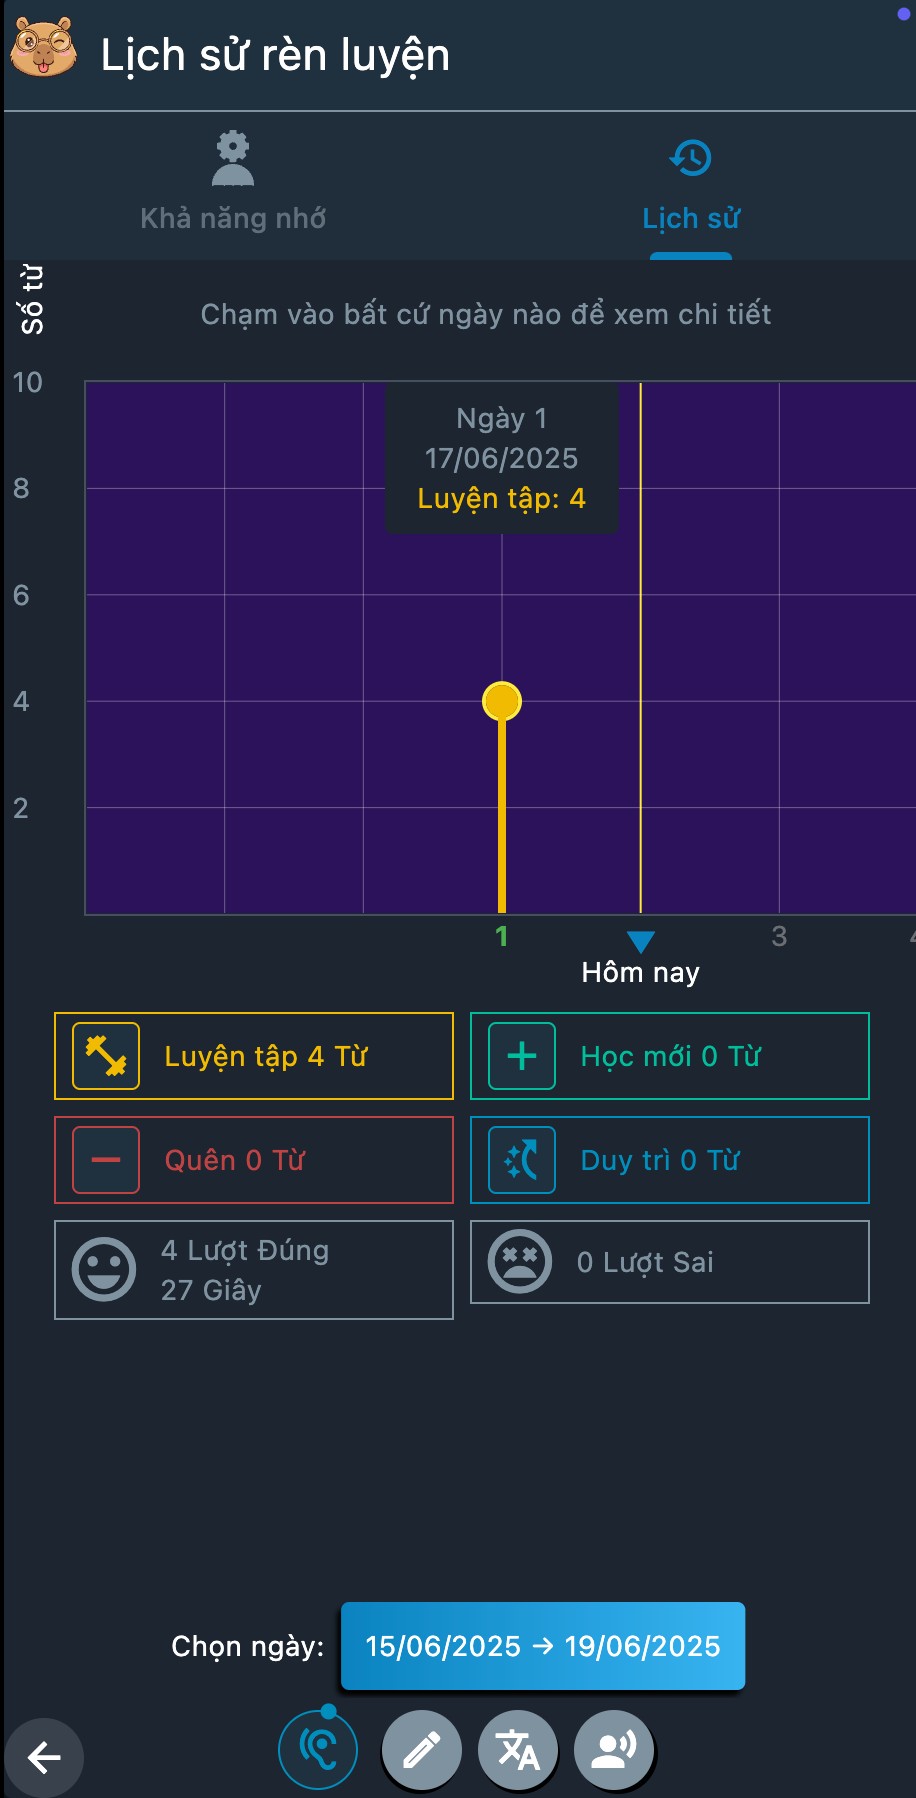 Lịch sử rèn luyện
Khả năng nhớ
Lịch sử
Số từ
Chạm vào bất cứ ngày nào để xem chi tiết
10
8
6
4
2
Ngày 1
17/06/2025
Luyện tập: 4
1
3
Hôm nay
Luyện tập 4 Từ
Học mới 0 Từ
Quên 0 Từ
Duy trì 0 Từ
4 Lượt Đúng
27 Giây
0 Lượt Sai
Chọn ngày:
15/06/2025 → 19/06/2025